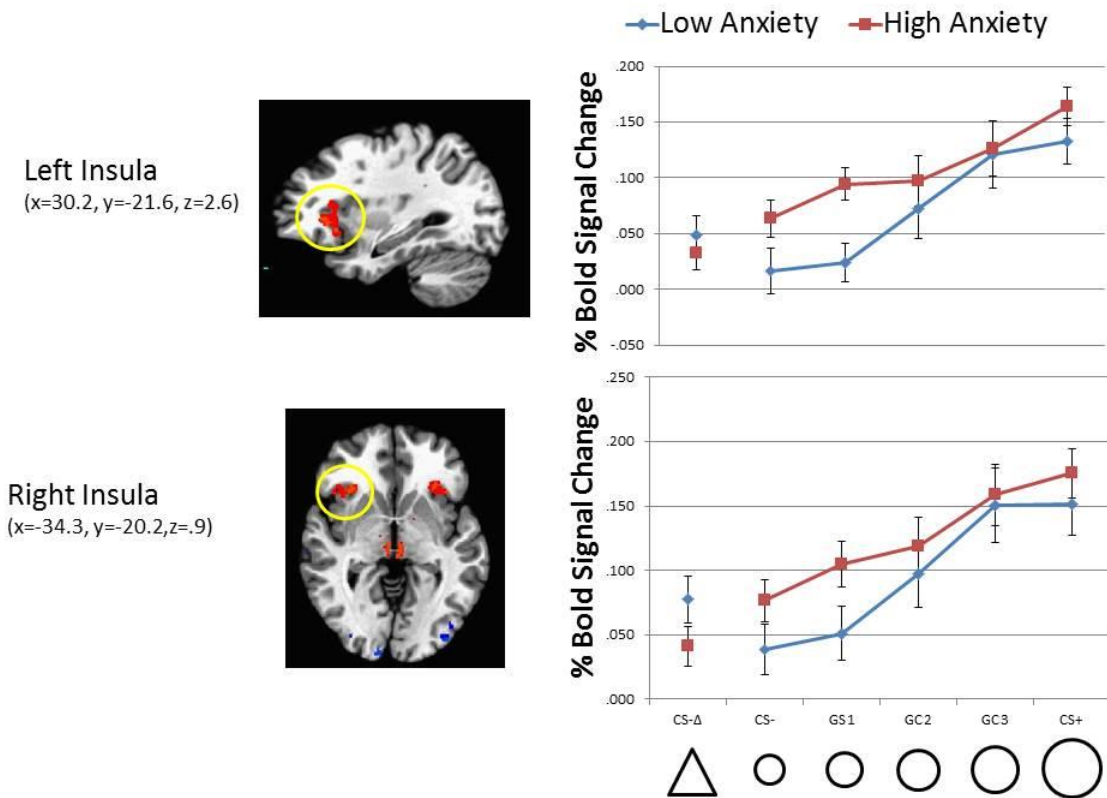 Low Anxiety High Anxiety
Left Insula
(x=30.2, y=-21.6, z=2.6)
% Bold Signal Change
.200
.150
.100
.050
.000
-.050
Right Insula
(x=-34.3, y=-20.2,z=.9)
% Bold Signal Change
.250
.200
.150
.100
.050
.000
CS-Δ CS- GS1 GC2 GC3 CS+